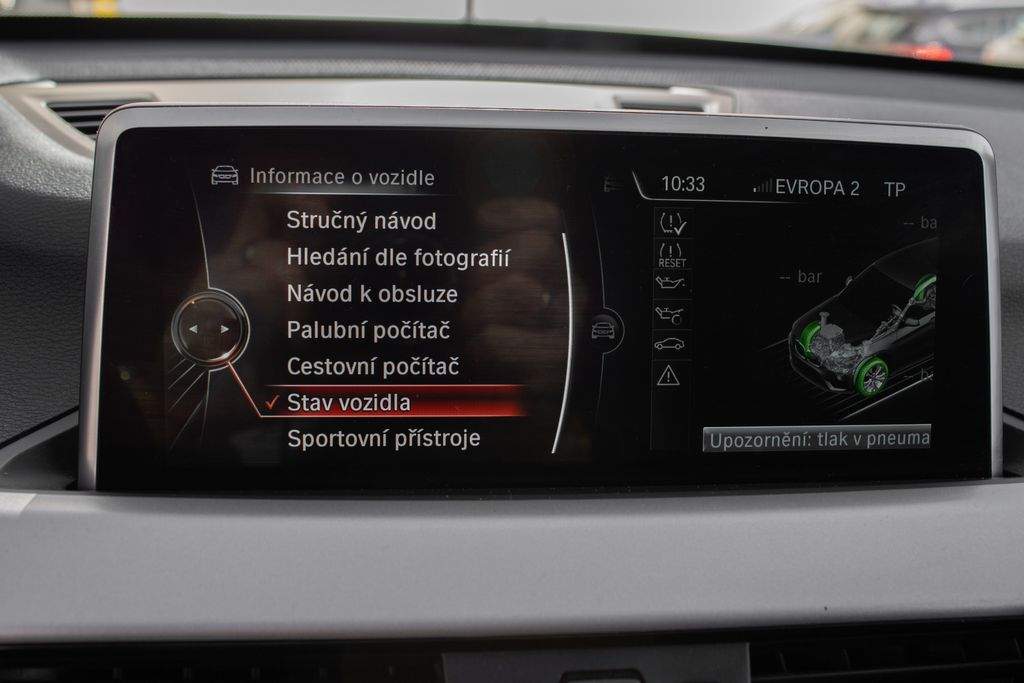 Informace o vozidle
Stručný návod
Hledání dle fotografií
Návod k obsluze
Palubní počítač
Cestovní počítač
Stav vozidla
Sportovní přístroje
10:33
EVROPA 2
TP
RESET
-- ba
-- bar
Upozornění: tlak v pneuma